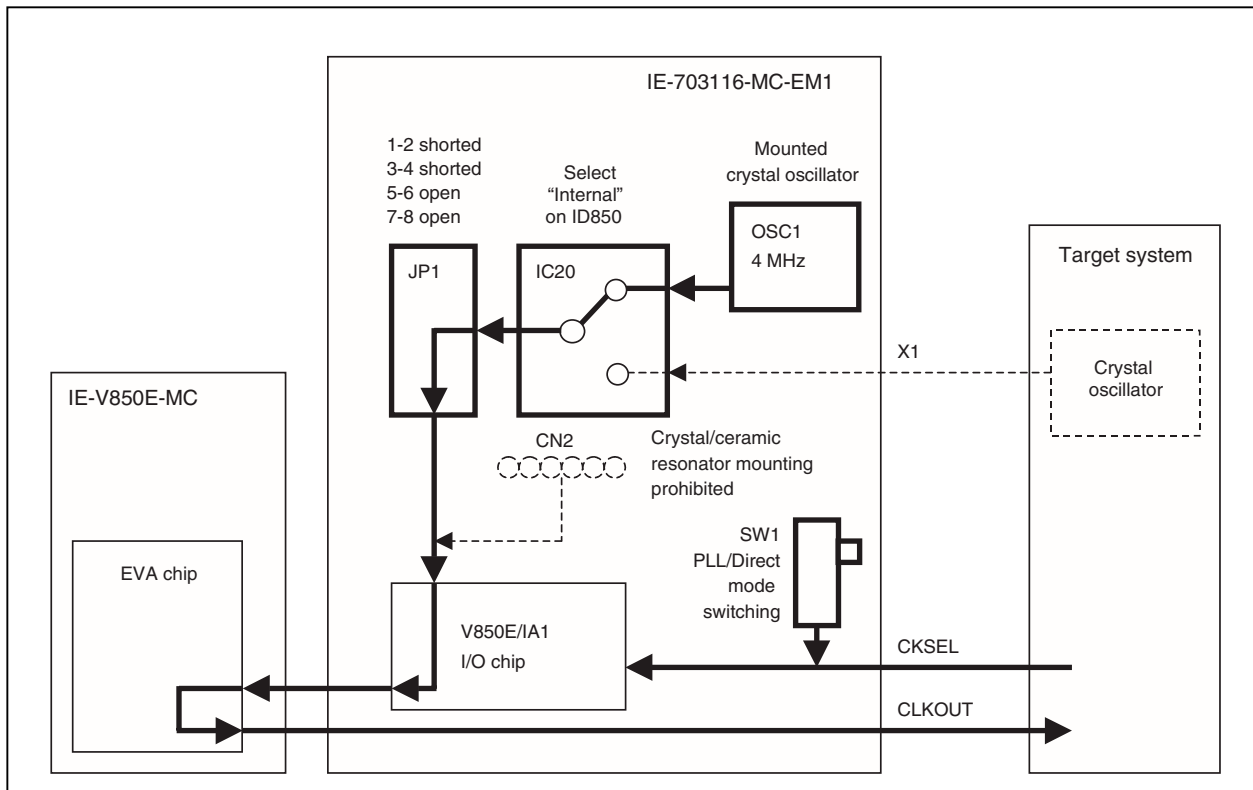 IE-703116-MC-EM1
1-2 shorted
3-4 shorted
5-6 open
7-8 open
Select
“Internal”
on ID850
Mounted
crystal oscillator
JP1
IC20
OSC1
4 MHz
Target system
X1
Crystal
oscillator
IE-V850E-MC
CN2
Crystal/ceramic
resonator mounting
prohibited
SW1
PLL/Direct
mode
switching
EVA chip
V850E/IA1
I/O chip
CKSEL
CLKOUT